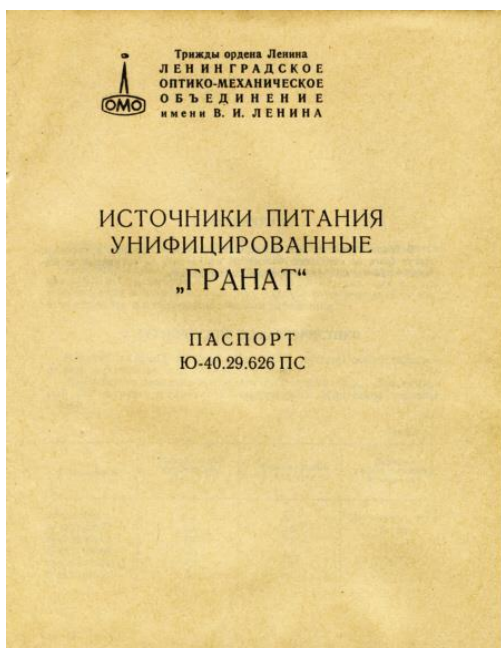 Трижды ордена Ленина
ЛЕНИНГРАДСКОЕ
ОПТИКО-МЕХАНИЧЕСКОЕ
ОБЪЕДИНЕНИЕ
имени В. И. ЛЕНИНА
ОМО
ИСТОЧНИКИ ПИТАНИЯ
УНИФИЦИРОВАННЫЕ
„ГРАНАТ“
ПАСПОРТ
Ю-40.29.626 ПС